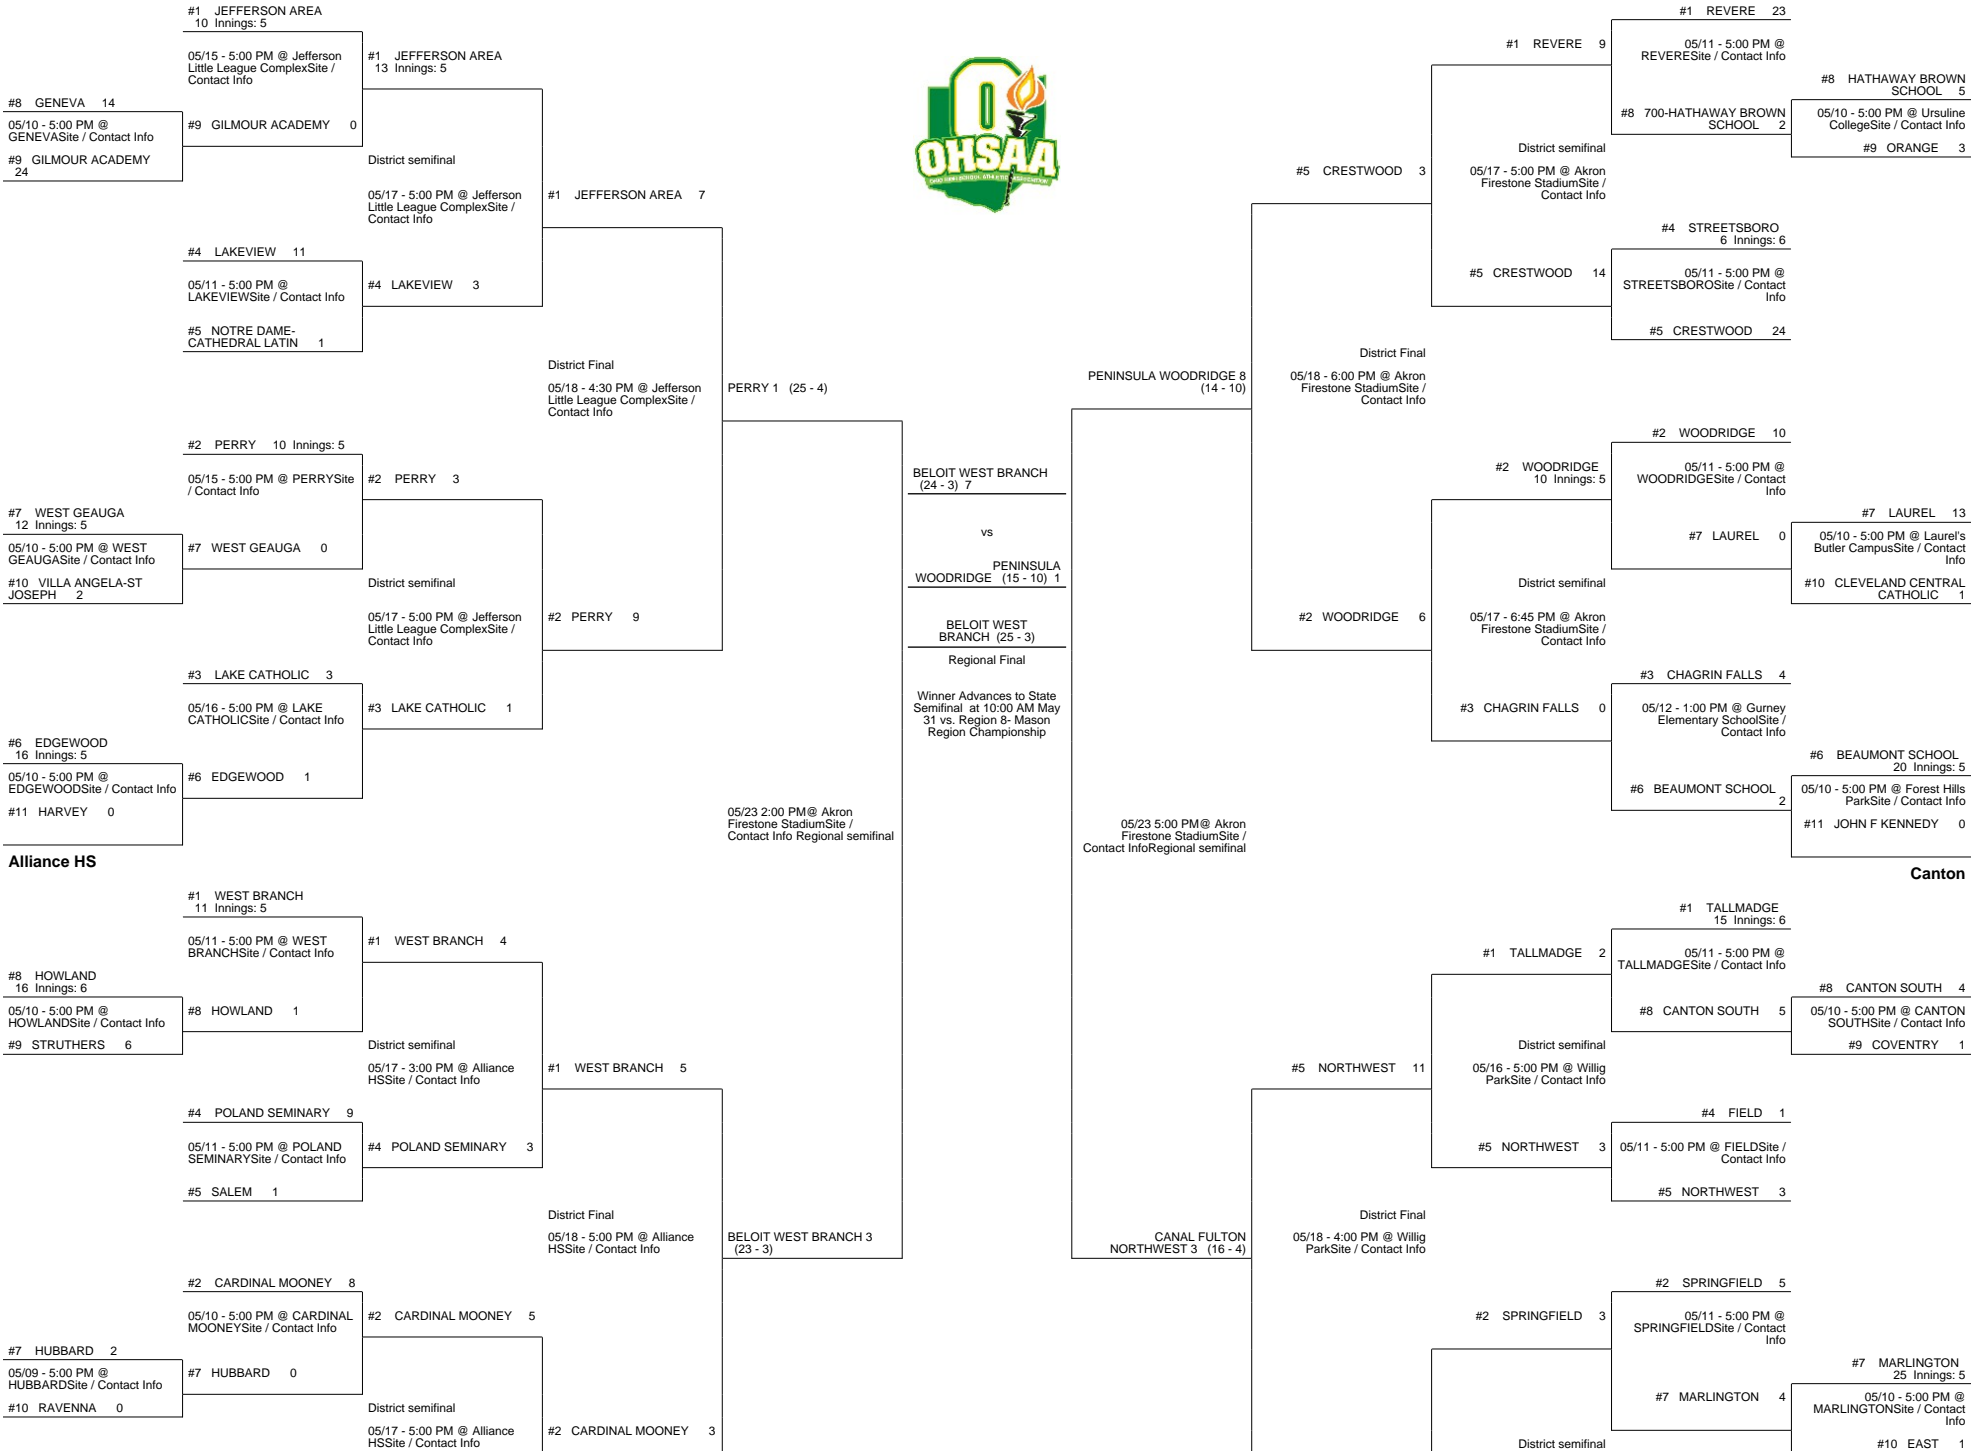 #1 JEFFERSON AREA
10 Innings: 5
05/15 - 5:00 PM @ Jefferson
Little League ComplexSite /
Contact Info
#1 JEFFERSON AREA
13 Innings: 5
#8 GENEVA 14
05/10 - 5:00 PM @
GENEVASite / Contact Info
#9 GILMOUR ACADEMY
24
#9 GILMOUR ACADEMY 0
District semifinal
05/17 - 5:00 PM @ Jefferson
Little League ComplexSite /
Contact Info
#1 JEFFERSON AREA 7
#4 LAKEVIEW 11
05/11 - 5:00 PM @
LAKEVIEWSite / Contact Info
#4 LAKEVIEW 3
#5 NOTRE DAME-
CATHEDRAL LATIN 1
District Final
05/18 - 4:30 PM @ Jefferson
Little League ComplexSite /
Contact Info
PERRY 1 (25 - 4)
#2 PERRY 10 Innings: 5
05/15 - 5:00 PM @ PERRYSite
/ Contact Info
#2 PERRY 3
#7 WEST GEAUGA
12 Innings: 5
05/10 - 5:00 PM @ WEST
GEAUGASite / Contact Info
#10 VILLA ANGELA-ST
JOSEPH 2
#7 WEST GEAUGA 0
District semifinal
05/17 - 5:00 PM @ Jefferson
Little League ComplexSite /
Contact Info
#2 PERRY 9
#3 LAKE CATHOLIC 3
05/16 - 5:00 PM @ LAKE
CATHOLICSite / Contact Info
#3 LAKE CATHOLIC 1
#6 EDGEWOOD
16 Innings: 5
05/10 - 5:00 PM @
EDGEWOODSite / Contact Info
#11 HARVEY 0
#6 EDGEWOOD 1
05/23 2:00 PM@ Akron
Firestone StadiumSite /
Contact Info Regional semifinal
Alliance HS
#1 WEST BRANCH
11 Innings: 5
05/11 - 5:00 PM @ WEST
BRANCHSite / Contact Info
#1 WEST BRANCH 4
#8 HOWLAND
16 Innings: 6
05/10 - 5:00 PM @
HOWLANDSite / Contact Info
#9 STRUTHERS 6
#8 HOWLAND 1
District semifinal
05/17 - 3:00 PM @ Alliance
HSSite / Contact Info
#1 WEST BRANCH 5
#4 POLAND SEMINARY 9
05/11 - 5:00 PM @ POLAND
SEMINARYSite / Contact Info
#4 POLAND SEMINARY 3
#5 SALEM 1
District Final
05/18 - 5:00 PM @ Alliance
HSSite / Contact Info
BELOIT WEST BRANCH 3
(23 - 3)
#2 CARDINAL MOONEY 8
05/10 - 5:00 PM @ CARDINAL
MOONEYSite / Contact Info
#2 CARDINAL MOONEY 5
#7 HUBBARD 2
05/09 - 5:00 PM @
HUBBARDSite / Contact Info
#10 RAVENNA 0
#7 HUBBARD 0
District semifinal
05/17 - 5:00 PM @ Alliance
HSSite / Contact Info
#2 CARDINAL MOONEY 3
OHSAA
BELOIT WEST BRANCH
(24 - 3) 7
vs
PENINSULA
WOODRIDGE (15 - 10) 1
BELOIT WEST
BRANCH (25 - 3)
Regional Final
Winner Advances to State
Semifinal at 10:00 AM May
31 vs. Region 8- Mason
Region Championship
#1 REVERE 23
05/11 - 5:00 PM @
REVERESite / Contact Info
#1 REVERE 9
#8 HATHAWAY BROWN
SCHOOL 5
05/10 - 5:00 PM @ Ursuline
CollegeSite / Contact Info
#9 ORANGE 3
#8 700-HATHAWAY BROWN
SCHOOL 2
District semifinal
05/17 - 5:00 PM @ Akron
Firestone StadiumSite /
Contact Info
#5 CRESTWOOD 3
#4 STREETSBORO
6 Innings: 6
05/11 - 5:00 PM @
STREETSBOROSite / Contact
Info
#5 CRESTWOOD 14
#5 CRESTWOOD 24
District Final
05/18 - 6:00 PM @ Akron
Firestone StadiumSite /
Contact Info
PENINSULA WOODRIDGE 8
(14 - 10)
#2 WOODRIDGE 10
05/11 - 5:00 PM @
WOODRIDGESite / Contact
Info
#2 WOODRIDGE
10 Innings: 5
#7 LAUREL 13
05/10 - 5:00 PM @ Laurel's
Butler CampusSite / Contact
Info
#10 CLEVELAND CENTRAL
CATHOLIC 1
#7 LAUREL 0
District semifinal
05/17 - 6:45 PM @ Akron
Firestone StadiumSite /
Contact Info
#2 WOODRIDGE 6
#3 CHAGRIN FALLS 4
05/12 - 1:00 PM @ Gurney
Elementary SchoolSite /
Contact Info
#3 CHAGRIN FALLS 0
#6 BEAUMONT SCHOOL
20 Innings: 5
05/10 - 5:00 PM @ Forest Hills
ParkSite / Contact Info
#11 JOHN F KENNEDY 0
#6 BEAUMONT SCHOOL
2
05/23 5:00 PM@ Akron
Firestone StadiumSite /
Contact InfoRegional semifinal
Canton
#1 TALLMADGE
15 Innings: 6
05/11 - 5:00 PM @
TALLMADGESite / Contact Info
#1 TALLMADGE 2
#8 CANTON SOUTH 4
05/10 - 5:00 PM @ CANTON
SOUTHSite / Contact Info
#9 COVENTRY 1
#8 CANTON SOUTH 5
District semifinal
05/16 - 5:00 PM @ Willig
ParkSite / Contact Info
#5 NORTHWEST 11
#4 FIELD 1
05/11 - 5:00 PM @ FIELDSite /
Contact Info
#5 NORTHWEST 3
#5 NORTHWEST 3
District Final
05/18 - 4:00 PM @ Willig
ParkSite / Contact Info
CANAL FULTON
NORTHWEST 3 (16 - 4)
#2 SPRINGFIELD 5
05/11 - 5:00 PM @
SPRINGFIELDSite / Contact
Info
#2 SPRINGFIELD 3
#7 MARLINGTON
25 Innings: 5
05/10 - 5:00 PM @
MARLINGTONSite / Contact
Info
#10 EAST 1
#7 MARLINGTON 4
District semifinal